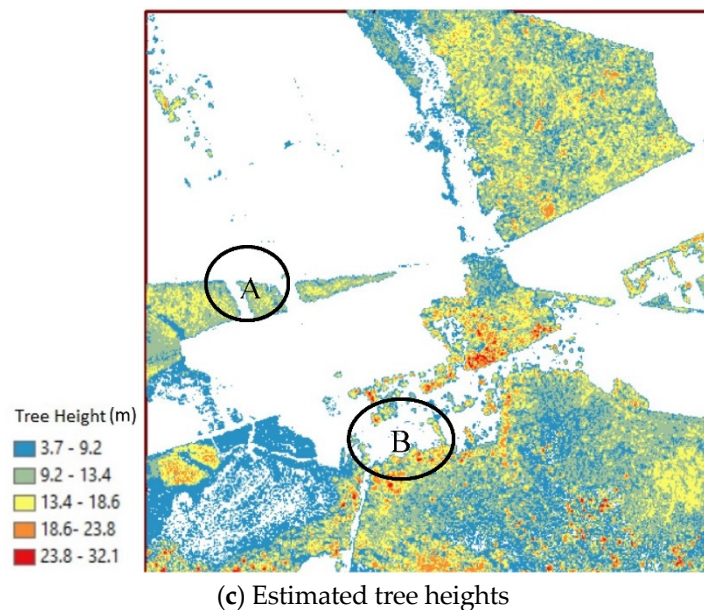 A
B
Tree Height (m)
3.7 - 9.2
9.2 - 13.4
13.4 - 18.6
18.6- 23.8
23.8 - 32.1
(c) Estimated tree heights